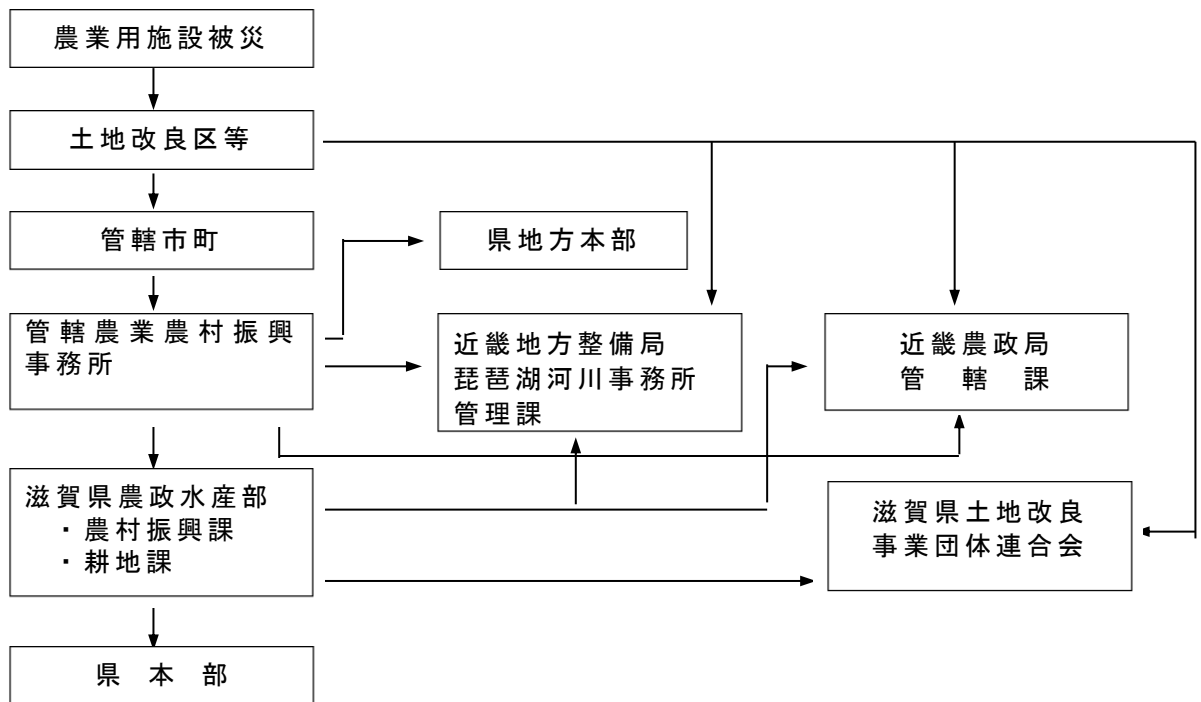 農業用施設被災
土地改良区等
管轄市町
県地方本部
管轄農業農村振興
事務所
近畿地方整備局
琵琶湖河川事務所
管理課
近畿農政局
管轄課
滋賀県農政水産部
・農村振興課
・耕地課
滋賀県土地改良
事業団体連合会
県本部